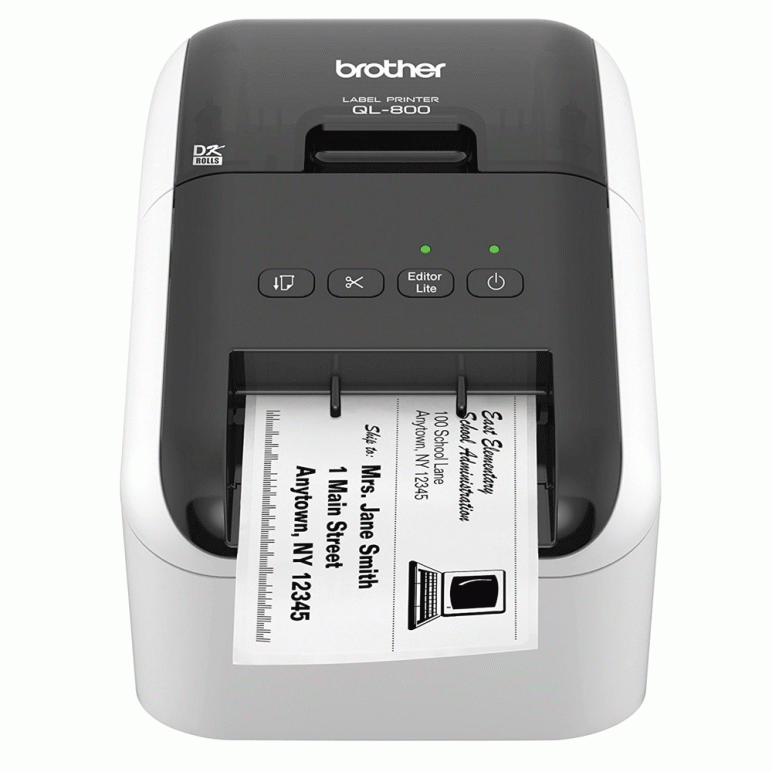 brother
LABEL PRINTER
QL-800
DK
ROLLS
Editor
Lite
East Elementary
School Administration
100 School Lane
Anytown, NY 12345
Ship to:
Mrs. Jane Smith
1 Main Street
Anytown, NY 12345